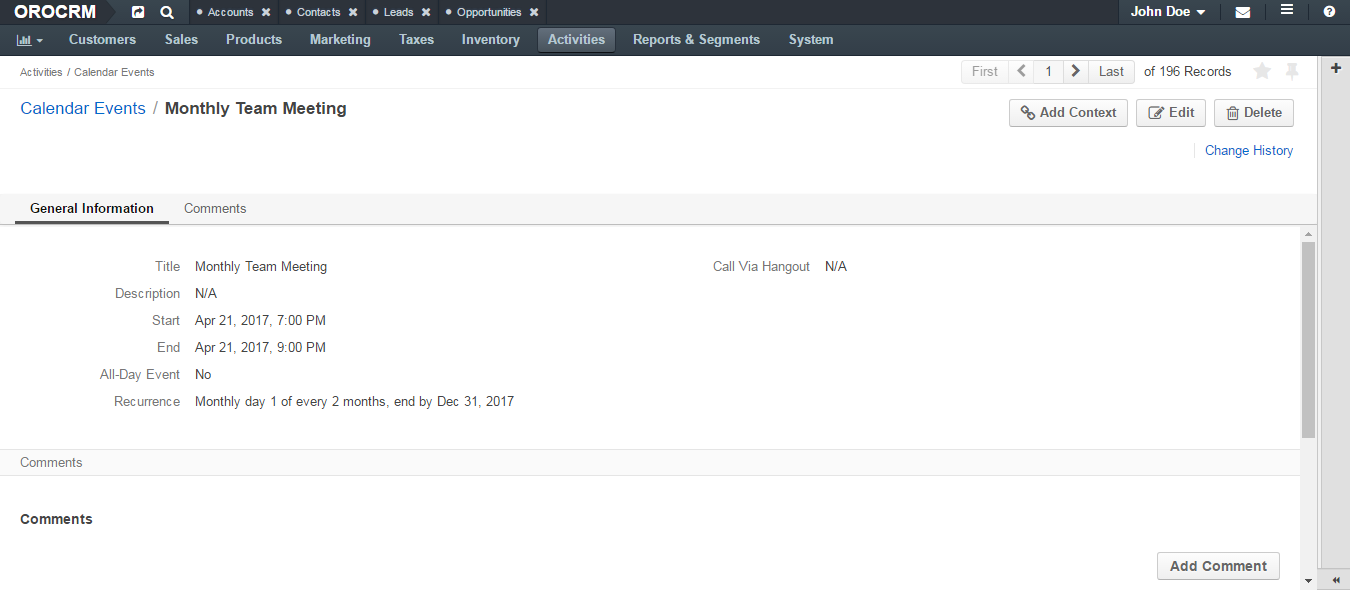 OROCRM Accounts Contacts Leads Opportunities John Doe
Customers Sales Products Marketing Taxes Inventory Activities Reports & Segments System
Activities / Calendar Events First 1 Last of 196 Records
Calendar Events / Monthly Team Meeting Add Context Edit Delete
Change History
General Information Comments
Title Monthly Team Meeting Call Via Hangout N/A
Description N/A
Start Apr 21, 2017, 7:00 PM
End Apr 21, 2017, 9:00 PM
All-Day Event No
Recurrence Monthly day 1 of every 2 months, end by Dec 31, 2017
Comments
Comments
Add Comment